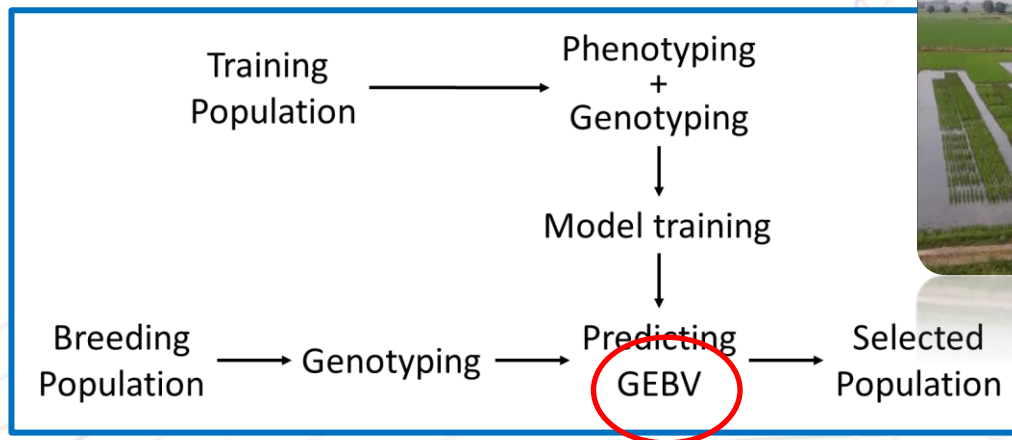 Training
Population
Phenotyping
+
Genotyping
Model training
Breeding
Population
Genotyping
Predicting
GEBV
Selected
Population